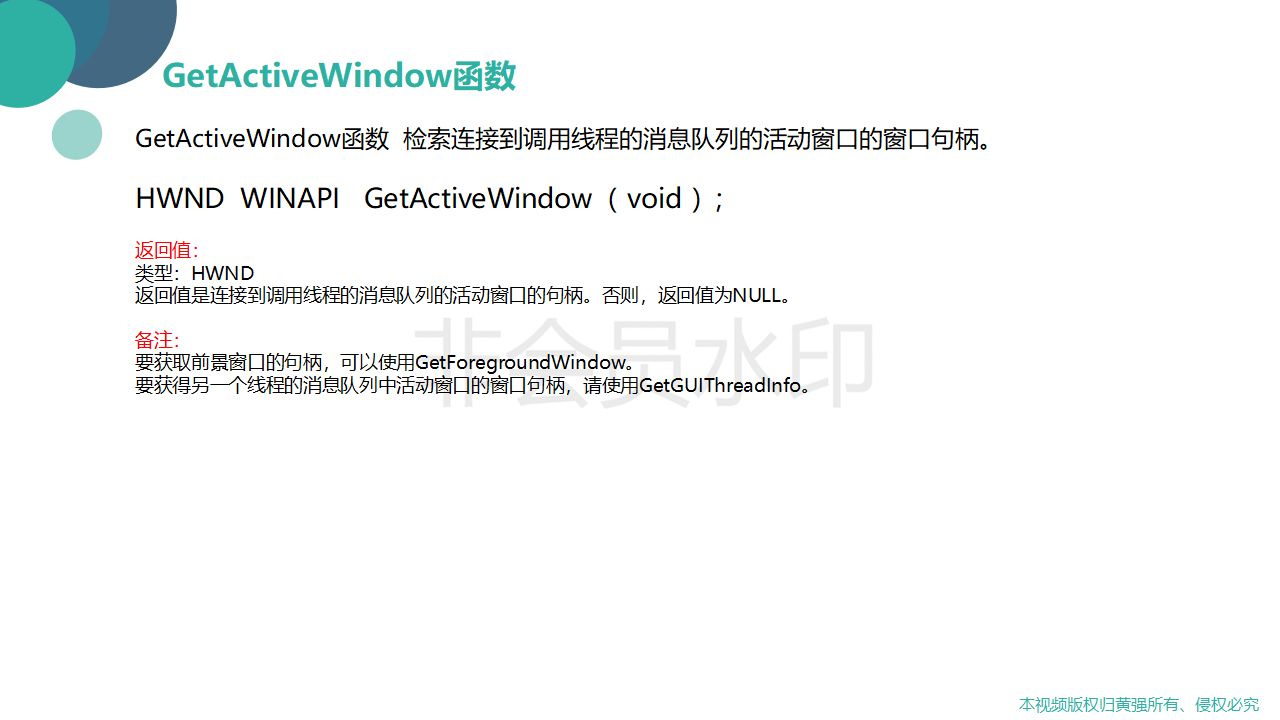 GetActiveWindow函数
GetActiveWindow函数  检索连接到调用线程的消息队列的活动窗口的窗口句柄。
HWND  WINAPI   GetActiveWindow（ void ）;
返回值：
类型：HWND
返回值是连接到调用线程的消息队列的活动窗口的句柄。否则，返回值为NULL。
备注：
要获取前景窗口的句柄，可以使用GetForegroundWindow。
要获得另一个线程的消息队列中活动窗口的窗口句柄，请使用GetGUIThreadInfo。
非会员水印
本视频版权归黄强所有、侵权必究